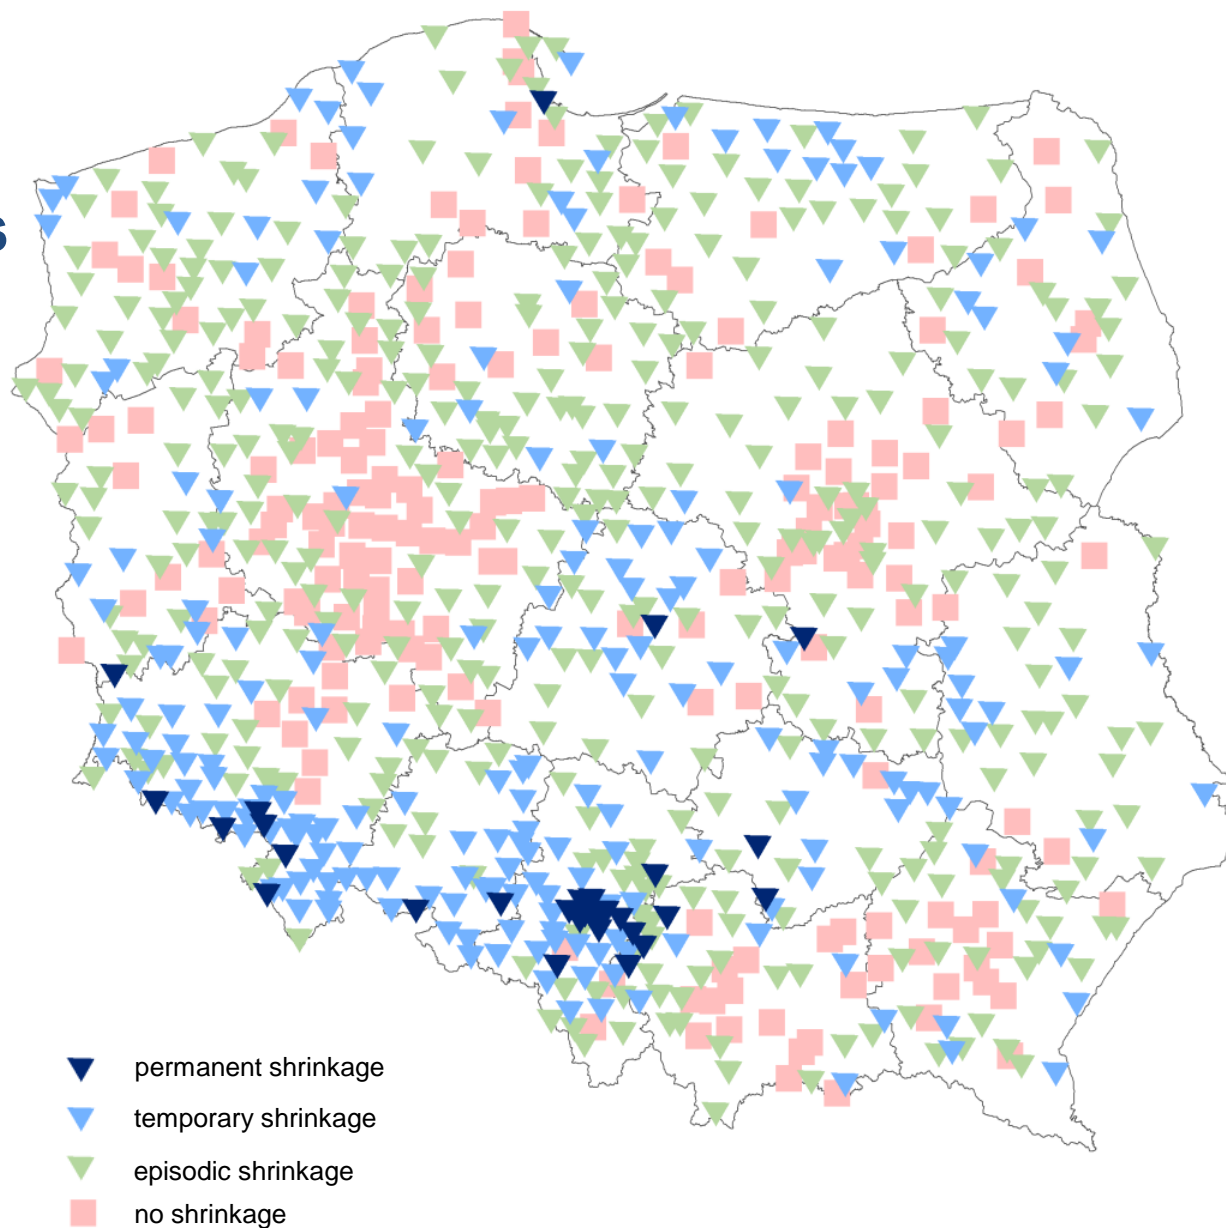 s
permanent shrinkage
temporary shrinkage
episodic shrinkage
no shrinkage